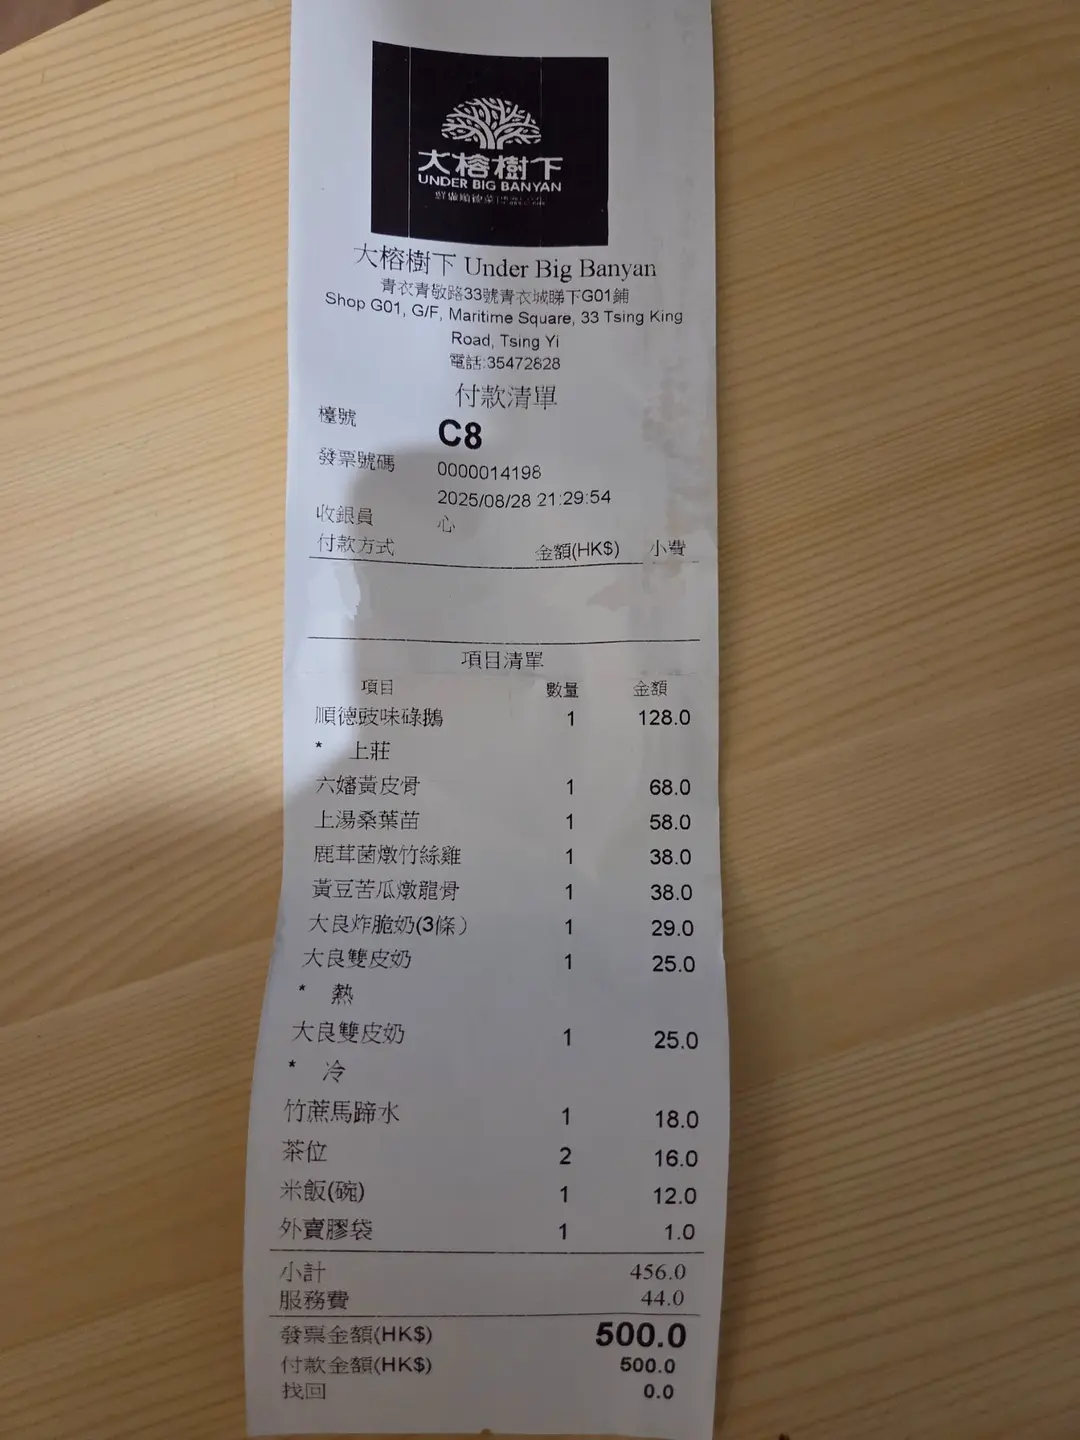 大榕樹下
UNDER BIG BANYAN
大榕樹下 Under Big Banyan
青衣青敬路33號青衣城睇下G01鋪
Shop G01, G/F, Maritime Square, 33 Tsing King
Road, Tsing Yi
電話:35472828
付款清單
檯號 C8
發票號碼 0000014198
2025/08/28 21:29:54
收銀員 心
付款方式 金額(HK$) 小費
項目清單
項目 數量 金額
順德豉味碌鵝 1 128.0
* 上莊
六嬸黃皮骨 1 68.0
上湯桑葉苗 1 58.0
鹿茸菌燉竹絲雞 1 38.0
黃豆苦瓜燉龍骨 1 38.0
大良炸脆奶(3條) 1 29.0
大良雙皮奶 1 25.0
* 熱
大良雙皮奶 1 25.0
* 冷
竹蔗馬蹄水 1 18.0
茶位 2 16.0
米飯(碗) 1 12.0
外賣膠袋 1 1.0
小計 456.0
服務費 44.0
發票金額(HK$) 500.0
付款金額(HK$) 500.0
找回 0.0